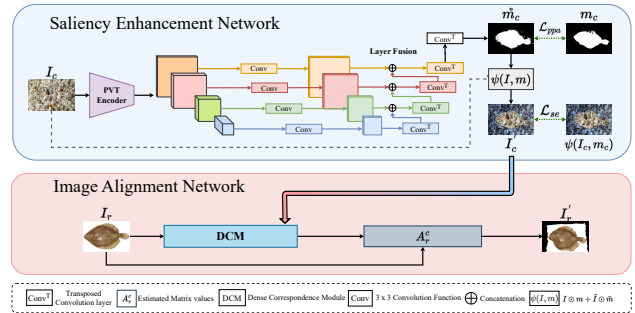 Saliency Enhancement Network
m̊_c
m_c
ℒ_ppa
Conv^T
Layer Fusion
I_c
PVT
Encoder
Conv
Conv^T
ψ(I, m)
Conv
Conv^T
Conv
Conv^T
Conv
Conv^T
ℒ_se
I_c′
ψ(I_c, m_c)
Image Alignment Network
I_r
DCM
A_r^c
I_r′
Conv^T
Transposed
Convolution layer
A_r^c
Estimated Matrix values
DCM
Dense Correspondence Module
Conv
3 x 3 Convolution Function
Concatenation
ψ(I, m)
I ⊙ m + Ī ⊙ m̄